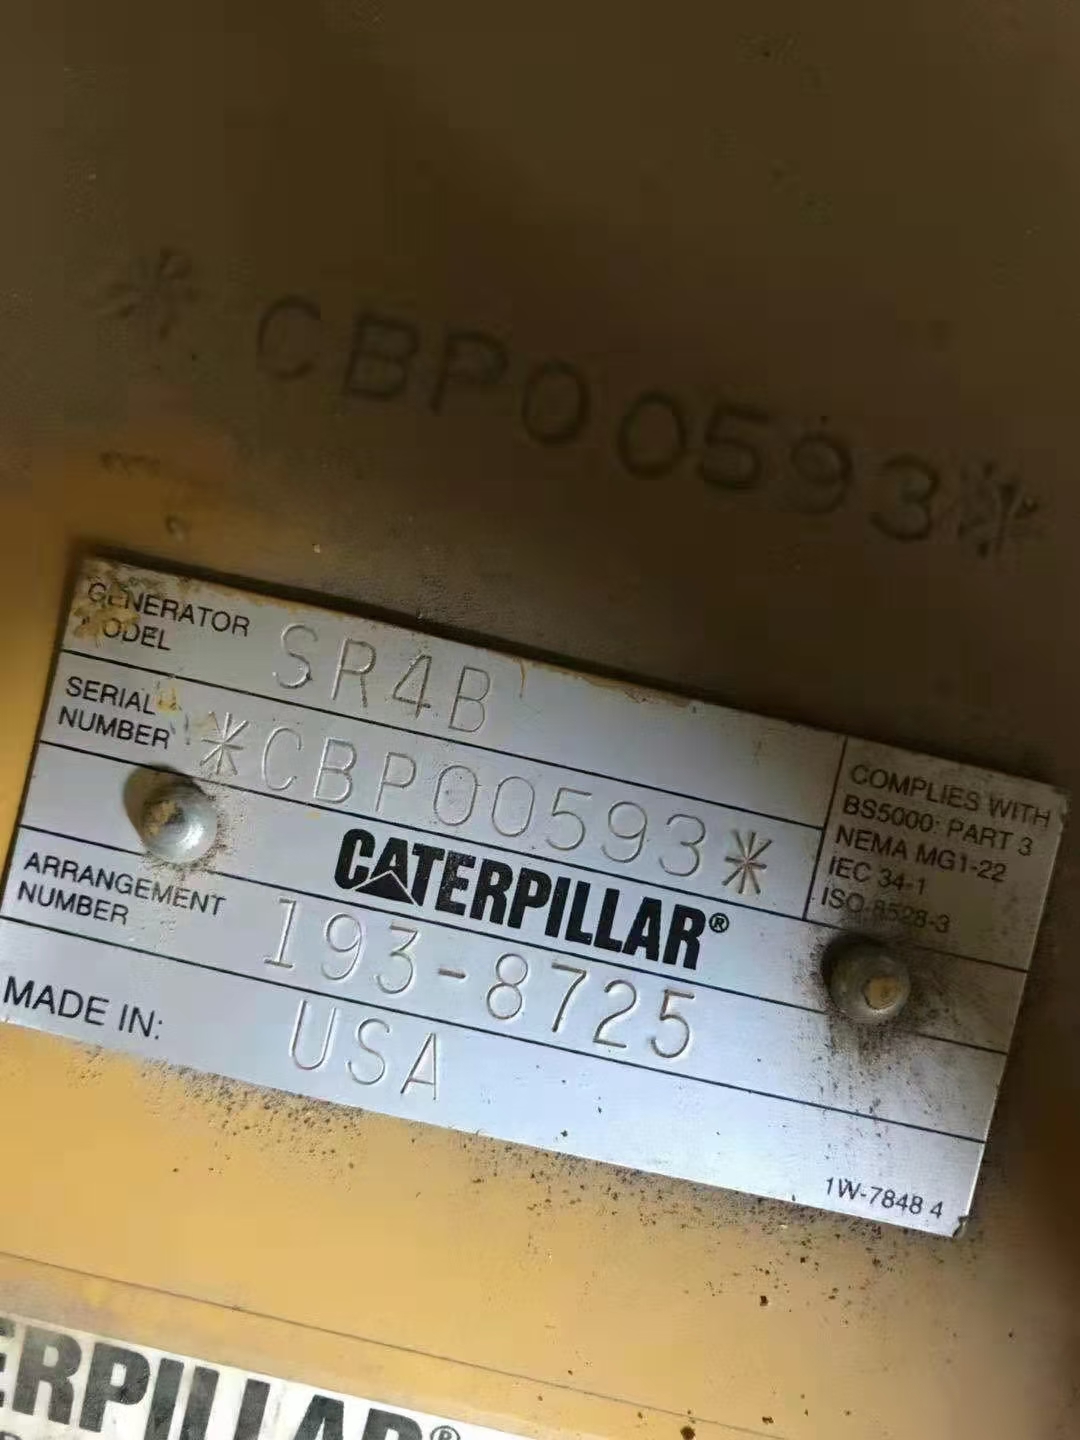 *CBP00593*
GENERATOR MODEL SR4B
SERIAL NUMBER *CBP00593*
COMPLIES WITH
BS5000: PART 3
NEMA MG1-22
IEC 34-1
ISO 8528-3
CATERPILLAR®
ARRANGEMENT NUMBER 193-8725
MADE IN: USA
1W-7848 4
ERPILLAR®